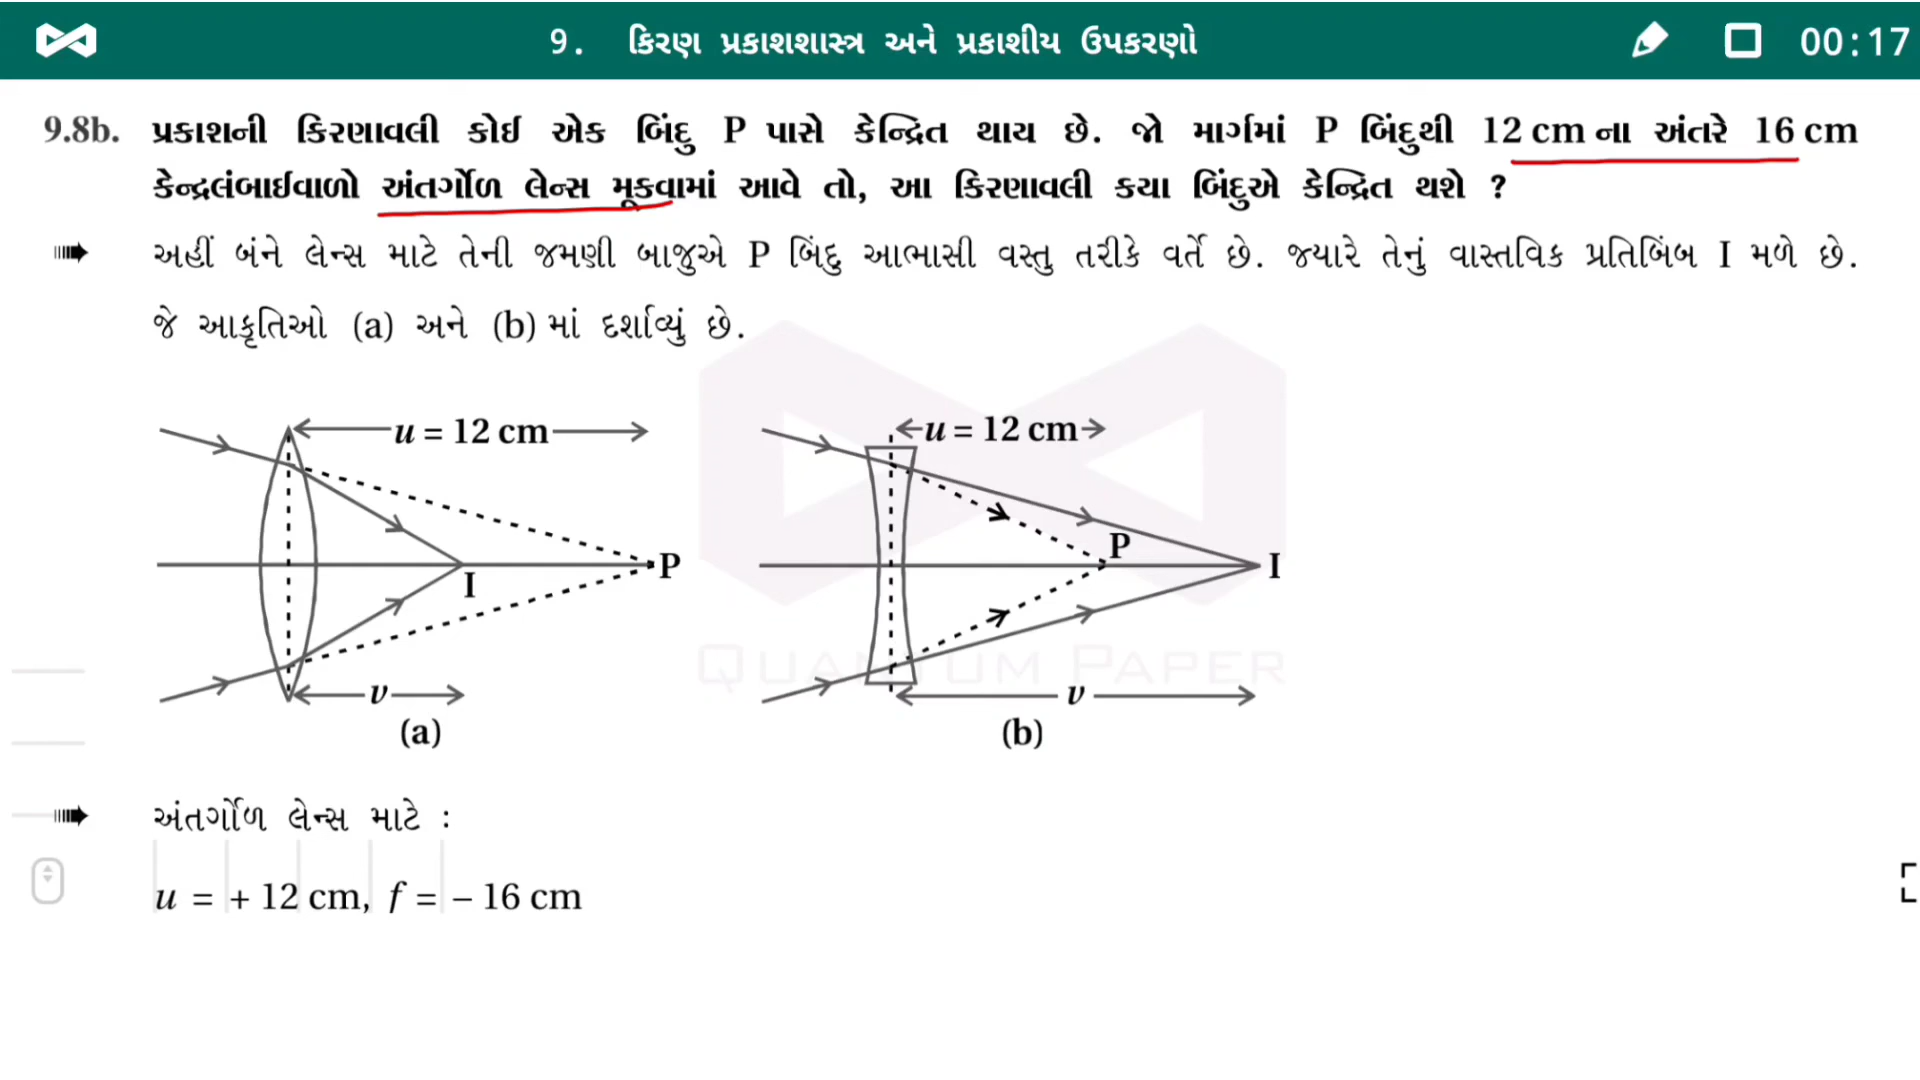 9. કિરણ પ્રકાશશાસ્ત્ર અને પ્રકાશીય ઉપકરણો
00:17
9.8b. પ્રકાશની કિરણાવલી કોઈ એક બિંદુ P પાસે કેન્દ્રિત થાય છે. જો માર્ગમાં P બિંદુથી 12 cm ના અંતરે 16 cm
કેન્દ્રલંબાઈવાળો અંતર્ગોળ લેન્સ મૂકવામાં આવે તો, આ કિરણાવલી કયા બિંદુએ કેન્દ્રિત થશે ?
અહીં બંને લેન્સ માટે તેની જમણી બાજુએ P બિંદુ આભાસી વસ્તુ તરીકે વર્તે છે. જ્યારે તેનું વાસ્તવિક પ્રતિબિંબ I મળે છે.
જે આકૃતિઓ (a) અને (b) માં દર્શાવ્યું છે.
u = 12 cm
P
I
v
(a)
u = 12 cm
P
I
v
(b)
QUANTUM PAPER
અંતર્ગોળ લેન્સ માટે :
u = + 12 cm, f = – 16 cm